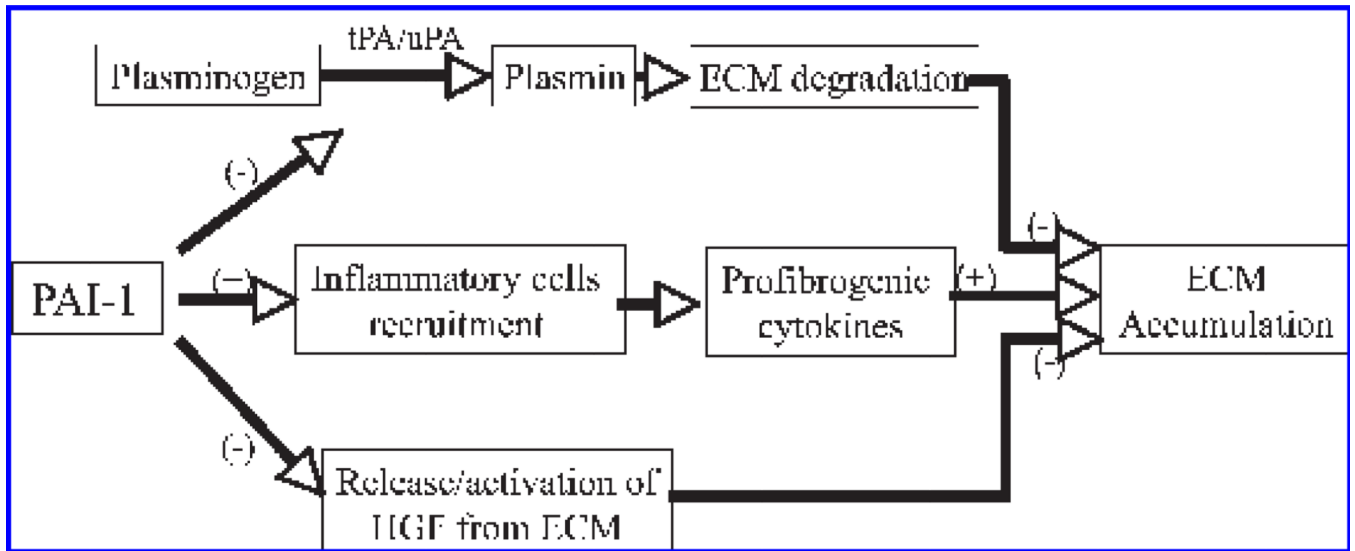 tPA/uPA
Plasminogen
Plasmin
ECM degradation
(-)
(-)
PAI-1
Inflammatory cells
recruitment
Profibrogenic
cytokines
(+)
ECM
Accumulation
(-)
(-)
Release/activation of
HGF from ECM